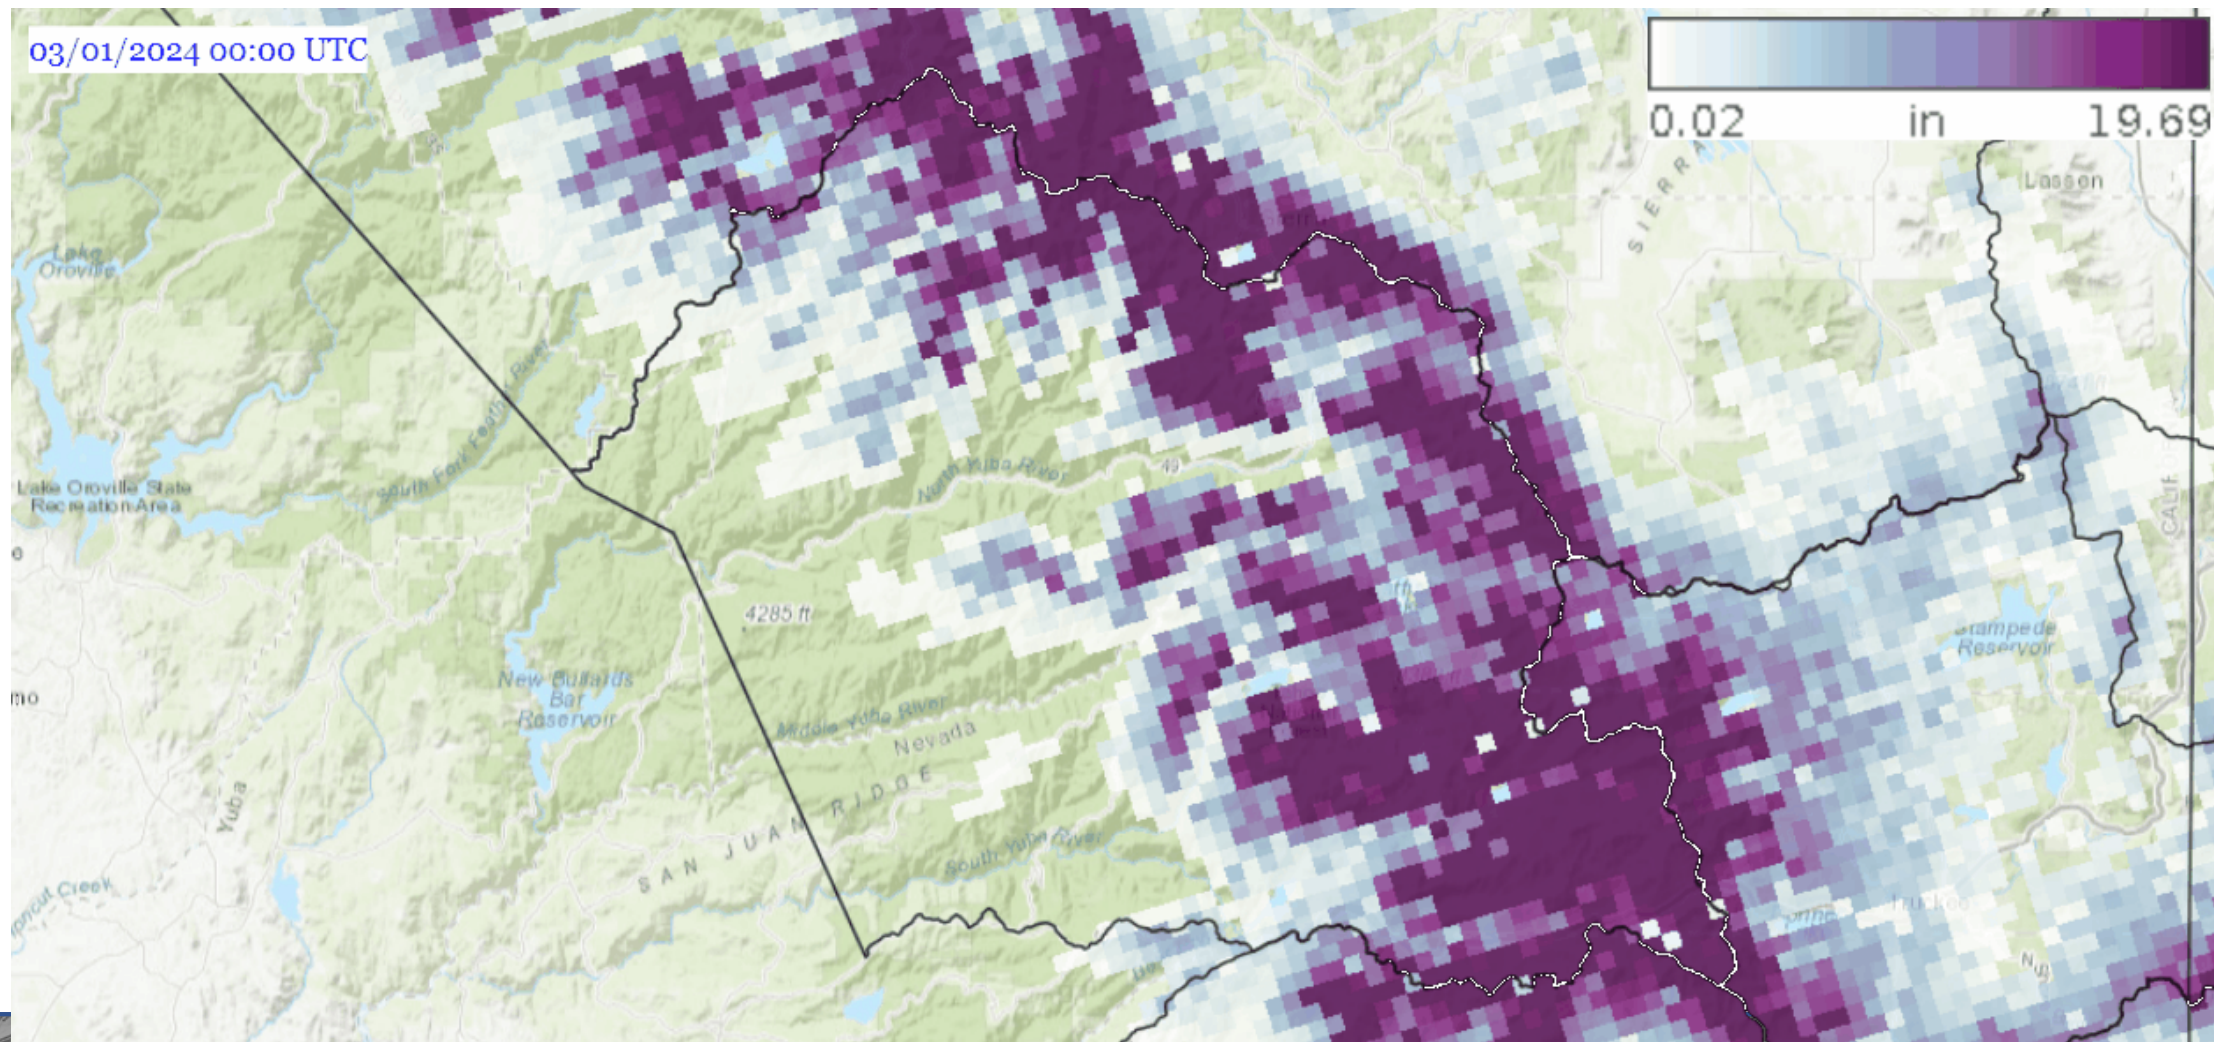 03/01/2024 00:00 UTC
0.02 in 19.69
Lassen
SIERRA
Lake
Oroville
South Fork Feather River
North Yuba River
49
Lake Oroville State
Recreation Area
4285 ft
Stampede
Reservoir
New Bullards
Bar
Reservoir
Middle Yuba River
Nevada
SAN JUAN RIDGE
Yuba
South Yuba River
Truckee
CALIF